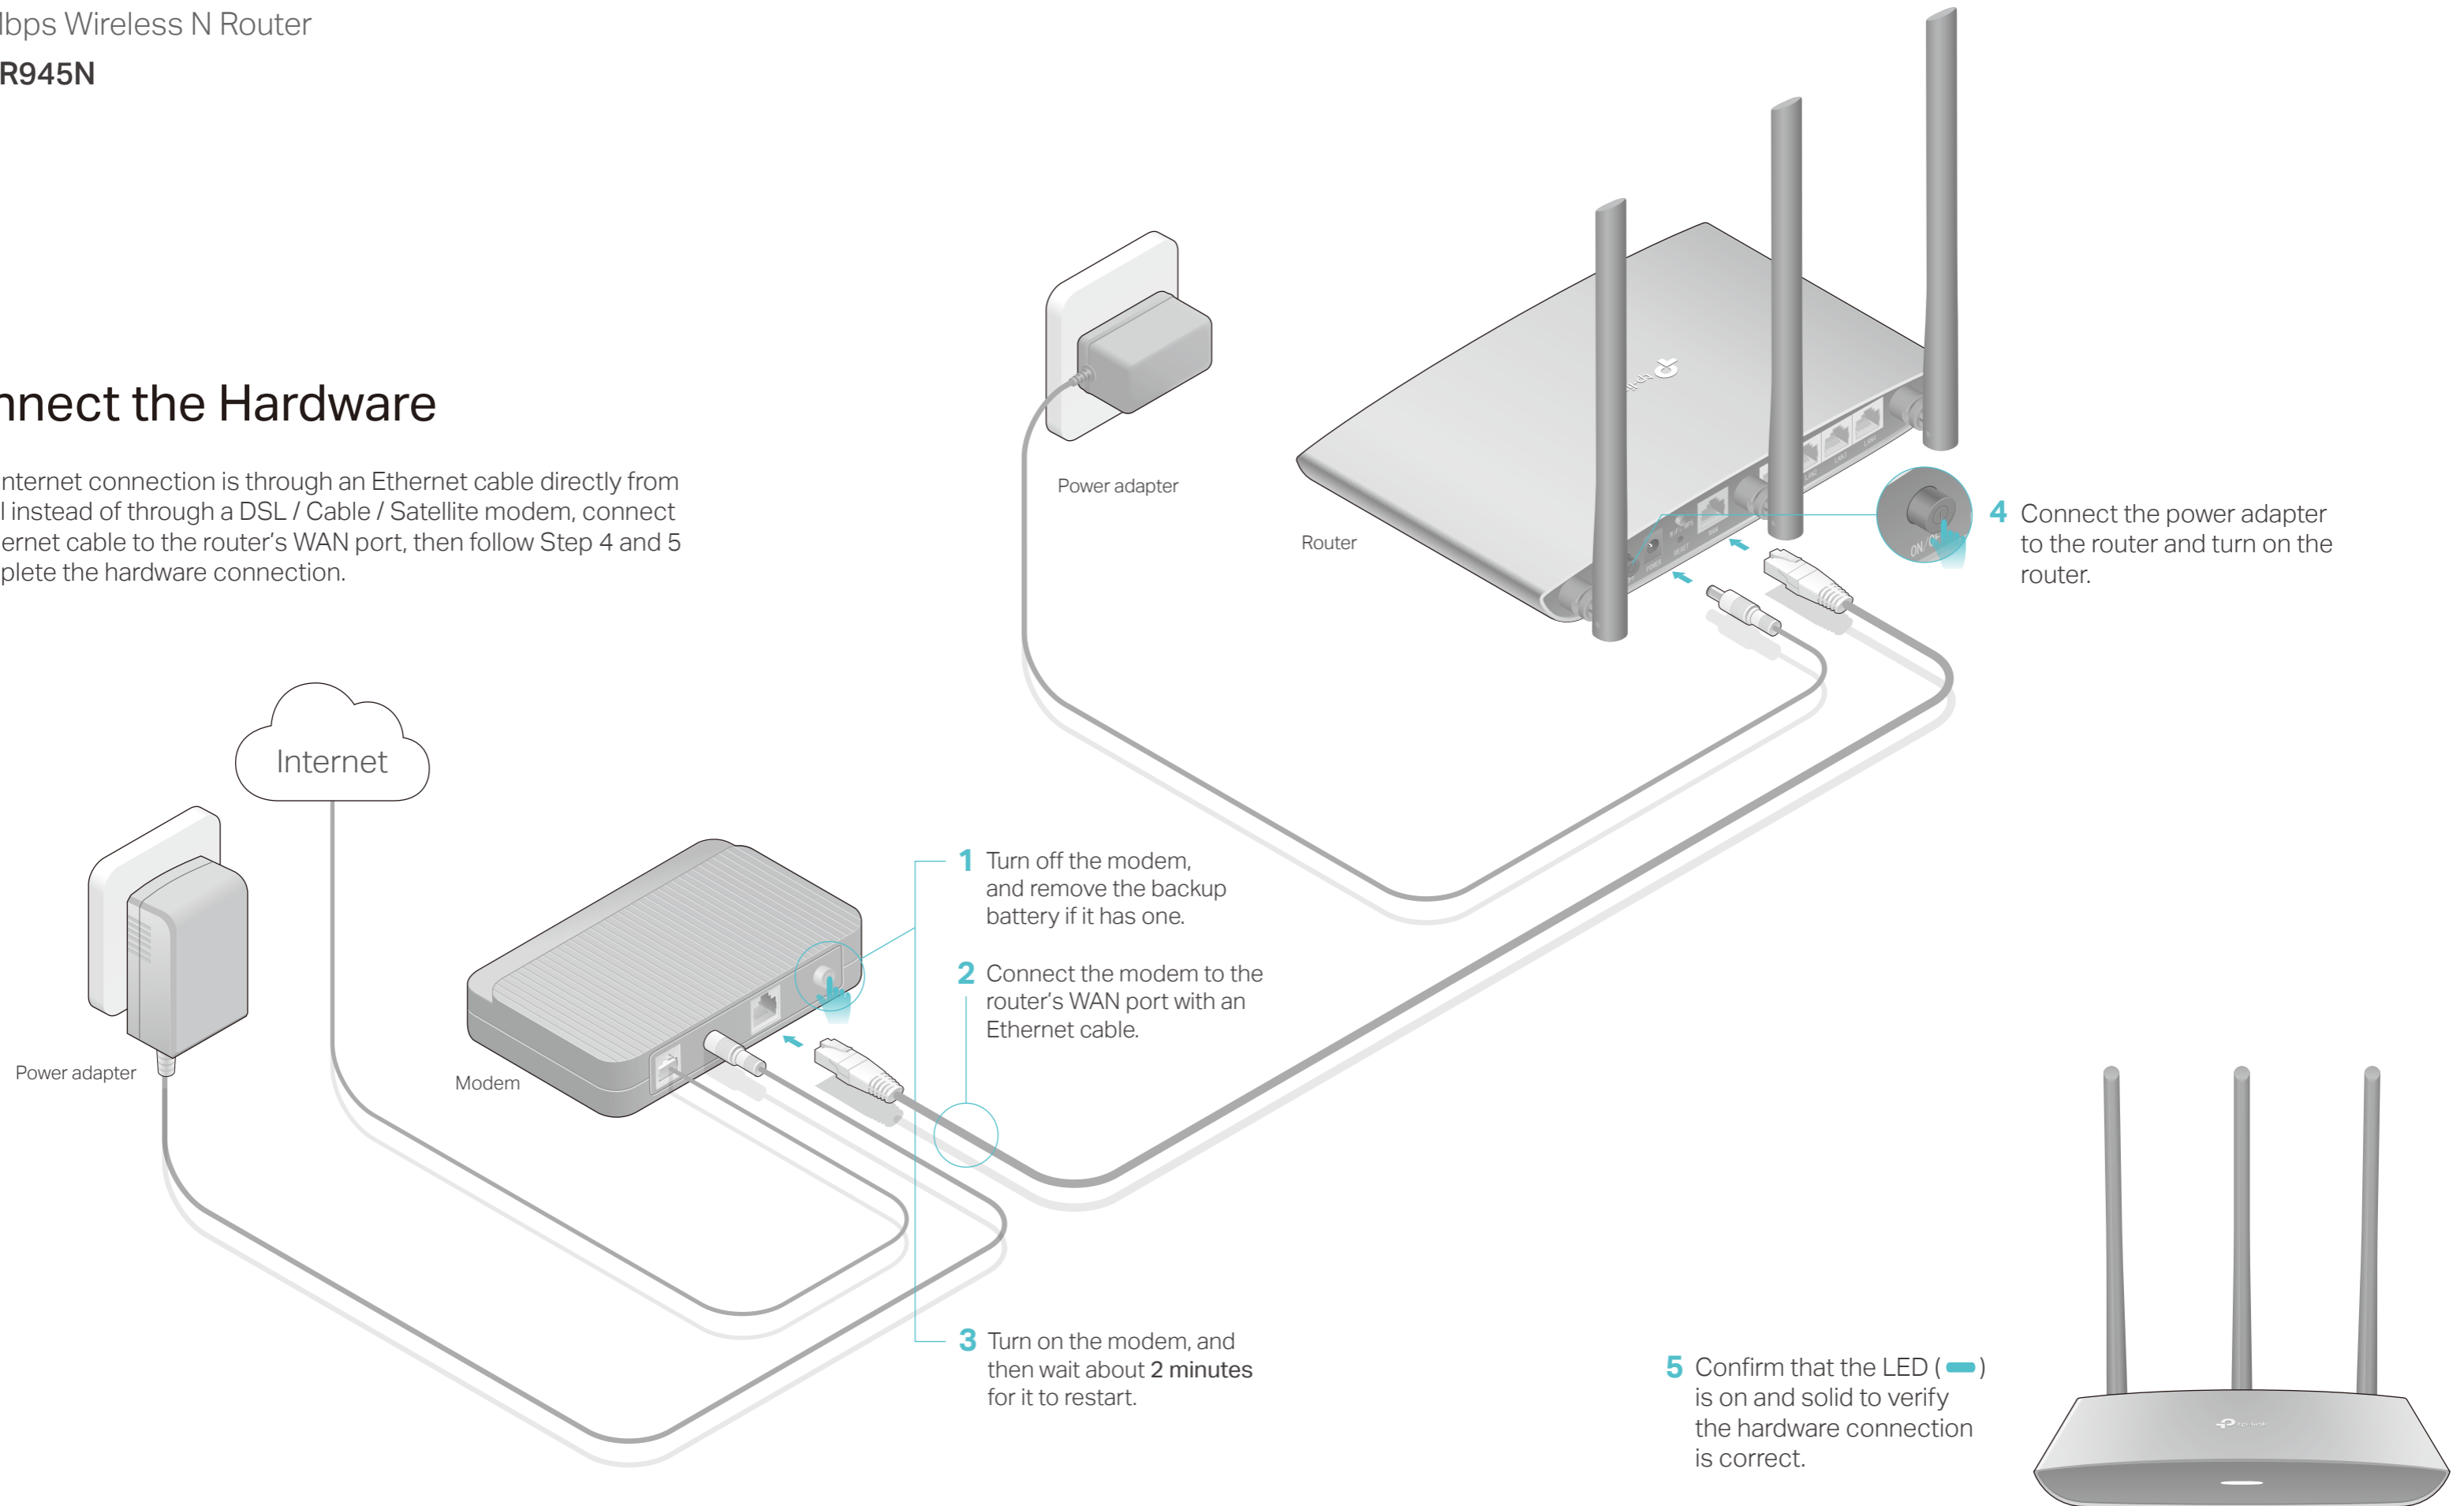 bps Wireless N Router
R945N
nnect the Hardware
nternet connection is through an Ethernet cable directly from
l instead of through a DSL / Cable / Satellite modem, connect
ernet cable to the router's WAN port, then follow Step 4 and 5
plete the hardware connection.
Power adapter
Router
ON/OFF
4 Connect the power adapter
to the router and turn on the
router.
Internet
Power adapter
Modem
1 Turn off the modem,
and remove the backup
battery if it has one.
2 Connect the modem to the
router's WAN port with an
Ethernet cable.
3 Turn on the modem, and
then wait about 2 minutes
for it to restart.
5 Confirm that the LED ( )
is on and solid to verify
the hardware connection
is correct.
tp-link